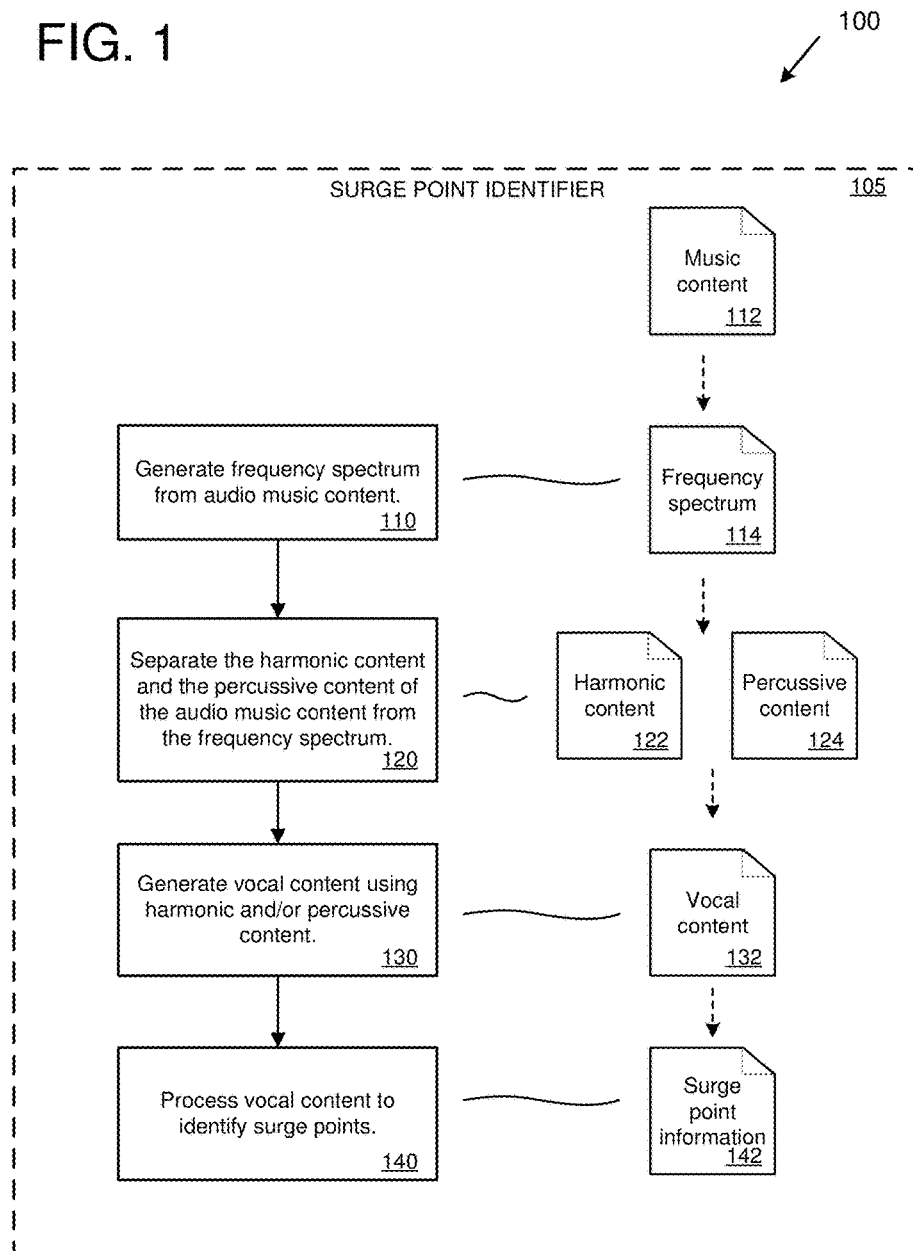 FIG. 1
100
SURGE POINT IDENTIFIER
105
Music
content
112
Generate frequency spectrum
from audio music content.
110
Frequency
spectrum
114
Separate the harmonic content
and the percussive content of
the audio music content from
the frequency spectrum.
120
Harmonic
content
122
Percussive
content
124
Generate vocal content using
harmonic and/or percussive
content.
130
Vocal
content
132
Process vocal content to
identify surge points.
140
Surge
point
information
142